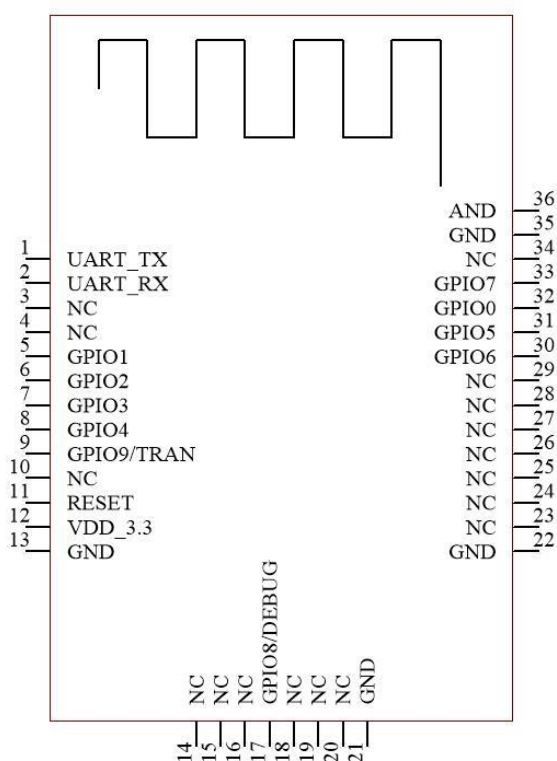 36
AND
35
GND
34
NC
33
GPIO7
32
GPIO0
31
GPIO5
30
GPIO6
29
NC
28
NC
27
NC
26
NC
25
NC
24
NC
23
NC
22
GND
1
UART_TX
2
UART_RX
3
NC
4
NC
5
GPIO1
6
GPIO2
7
GPIO3
8
GPIO4
9
GPIO9/TRAN
10
NC
11
RESET
12
VDD_3.3
13
GND
NC
NC
NC
GPIO8/DEBUG
NC
NC
NC
GND
14
15
16
17
18
19
20
21